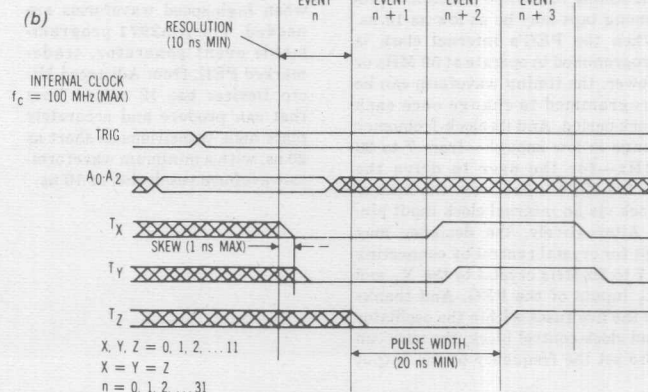 (b)
EVENT EVENT EVENT EVENT
n n + 1 n + 2 n + 3
RESOLUTION
(10 ns MIN)
INTERNAL CLOCK
fc = 100 MHz (MAX)
TRIG
A0-A2
TX
SKEW (1 ns MAX)
TY
TZ
X, Y, Z = 0, 1, 2, ...11
X = Y = Z
n = 0, 1, 2, ...31
PULSE WIDTH
(20 ns MIN)